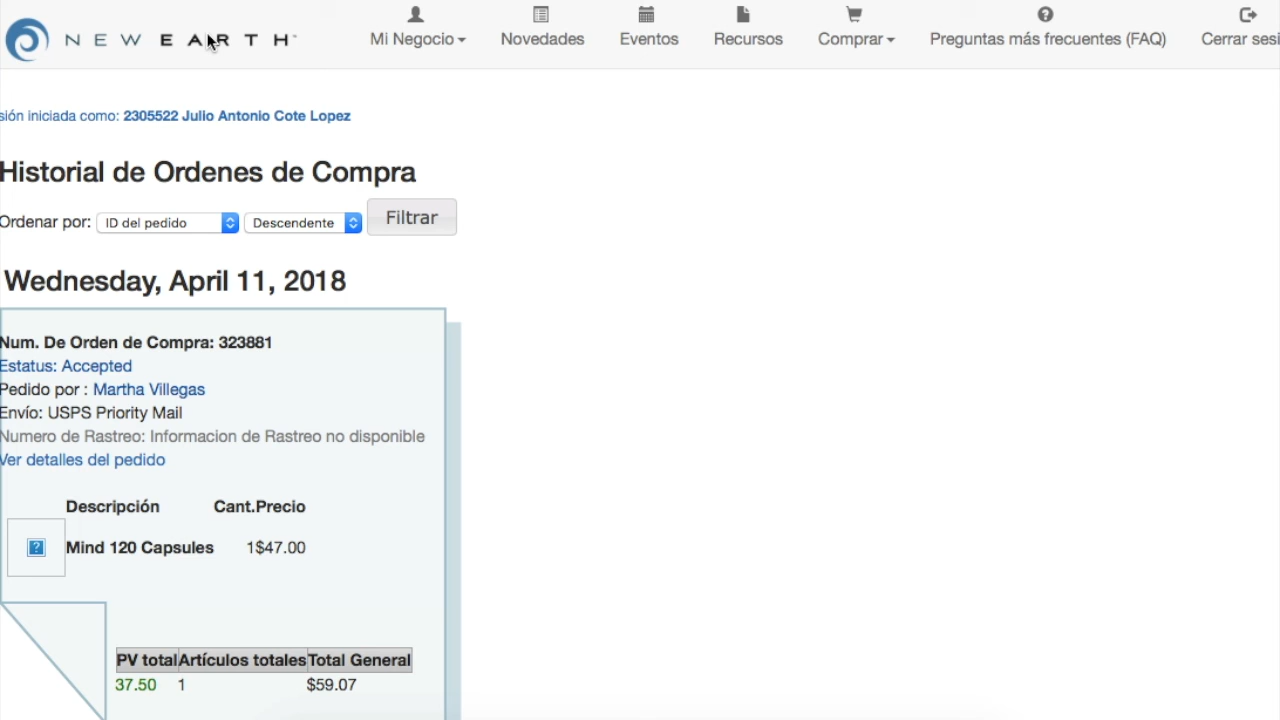 NEW EARTH
Mi Negocio
Novedades
Eventos
Recursos
Comprar
Preguntas más frecuentes (FAQ)
Cerrar sesi
sión iniciada como: 2305522 Julio Antonio Cote Lopez
Historial de Ordenes de Compra
Ordenar por: ID del pedido Descendente Filtrar
Wednesday, April 11, 2018
Num. De Orden de Compra: 323881
Estatus: Accepted
Pedido por : Martha Villegas
Envío: USPS Priority Mail
Numero de Rastreo: Informacion de Rastreo no disponible
Ver detalles del pedido
Descripción Cant.Precio
Mind 120 Capsules 1$47.00
PV total Artículos totales Total General
37.50 1 $59.07